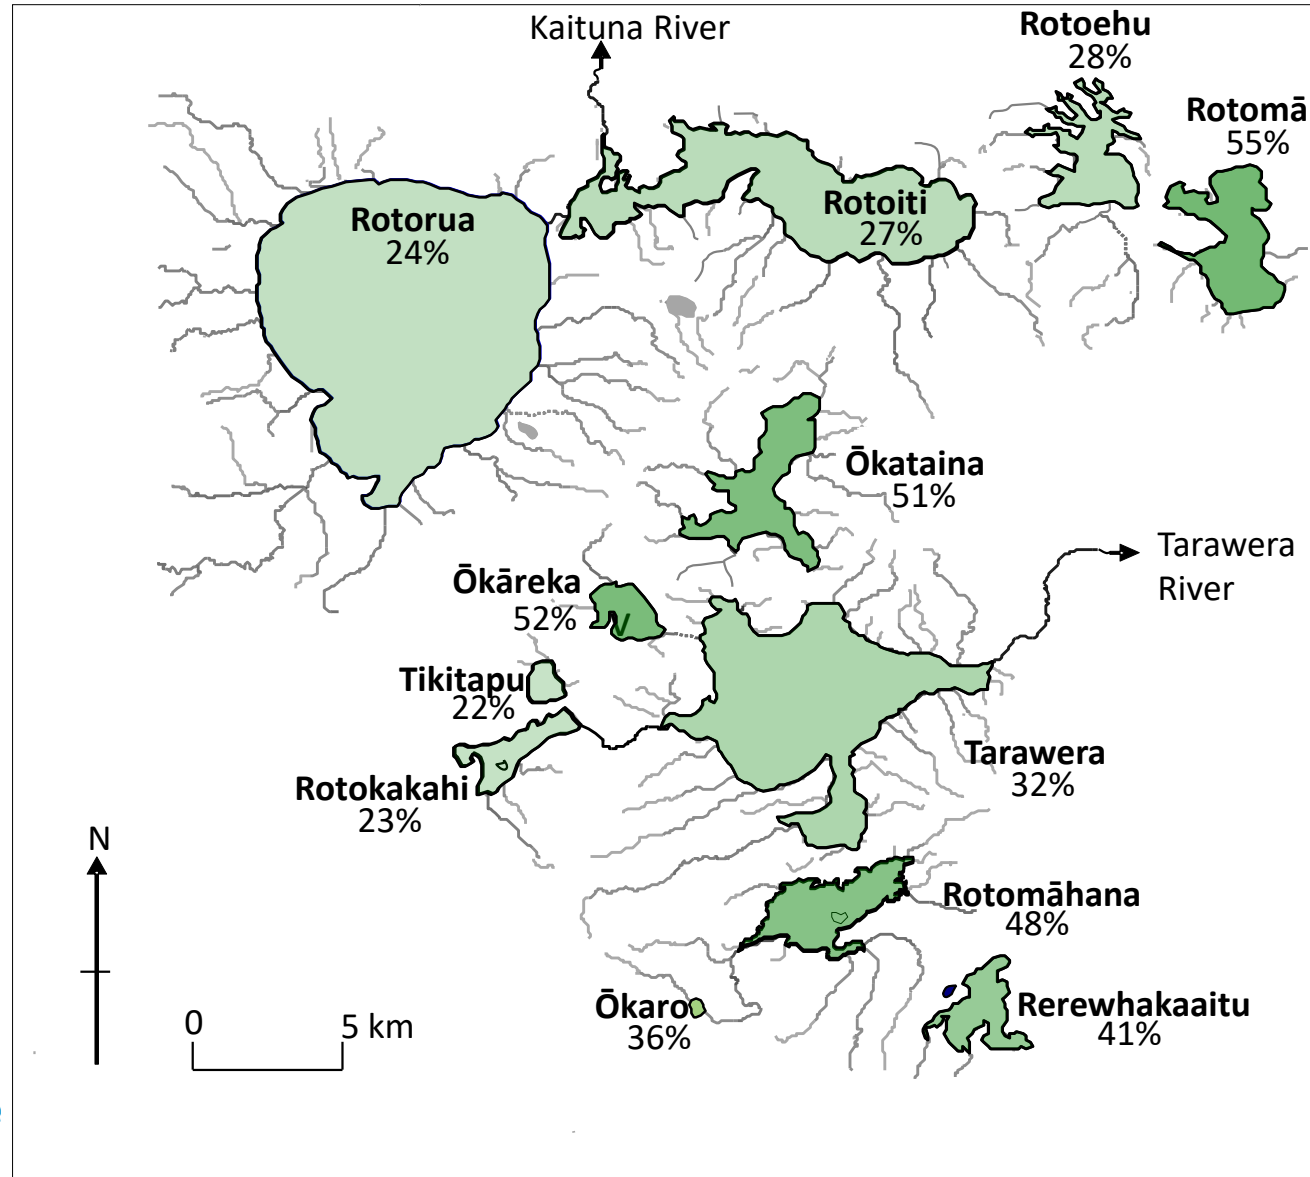 Kaituna River
Rotoehu
28%
Rotomā
55%
Rotorua
24%
Rotoiti
27%
Ōkataina
51%
Tarawera
River
Ōkāreka
52%
Tikitapu
22%
Rotokakahi
23%
Tarawera
32%
N
Rotomāhana
48%
Ōkaro
36%
Rerewhakaaitu
41%
0
5 km